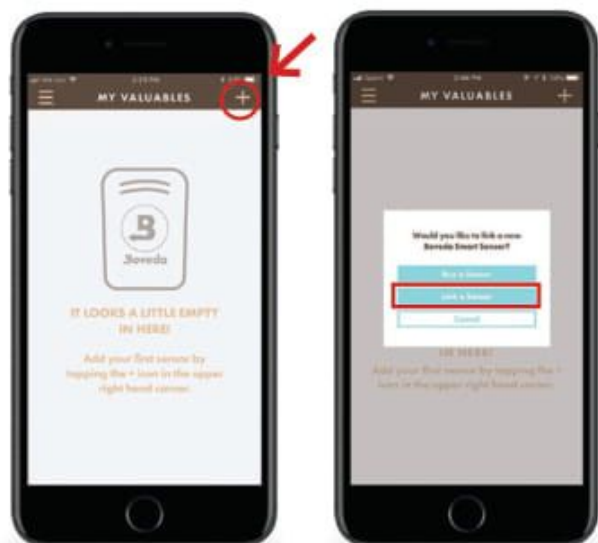 MY VALUABLES
B
Boveda
IT LOOKS A LITTLE EMPTY
IN HERE!
Add your first sensor by
tapping the + icon in the upper
right hand corner.
MY VALUABLES
Would you like to link a new
Boveda Smart Sensor?
Buy a Sensor
Link a Sensor
Cancel
IN HERE!
Add your first sensor by tapping the +
icon in the upper right hand corner.